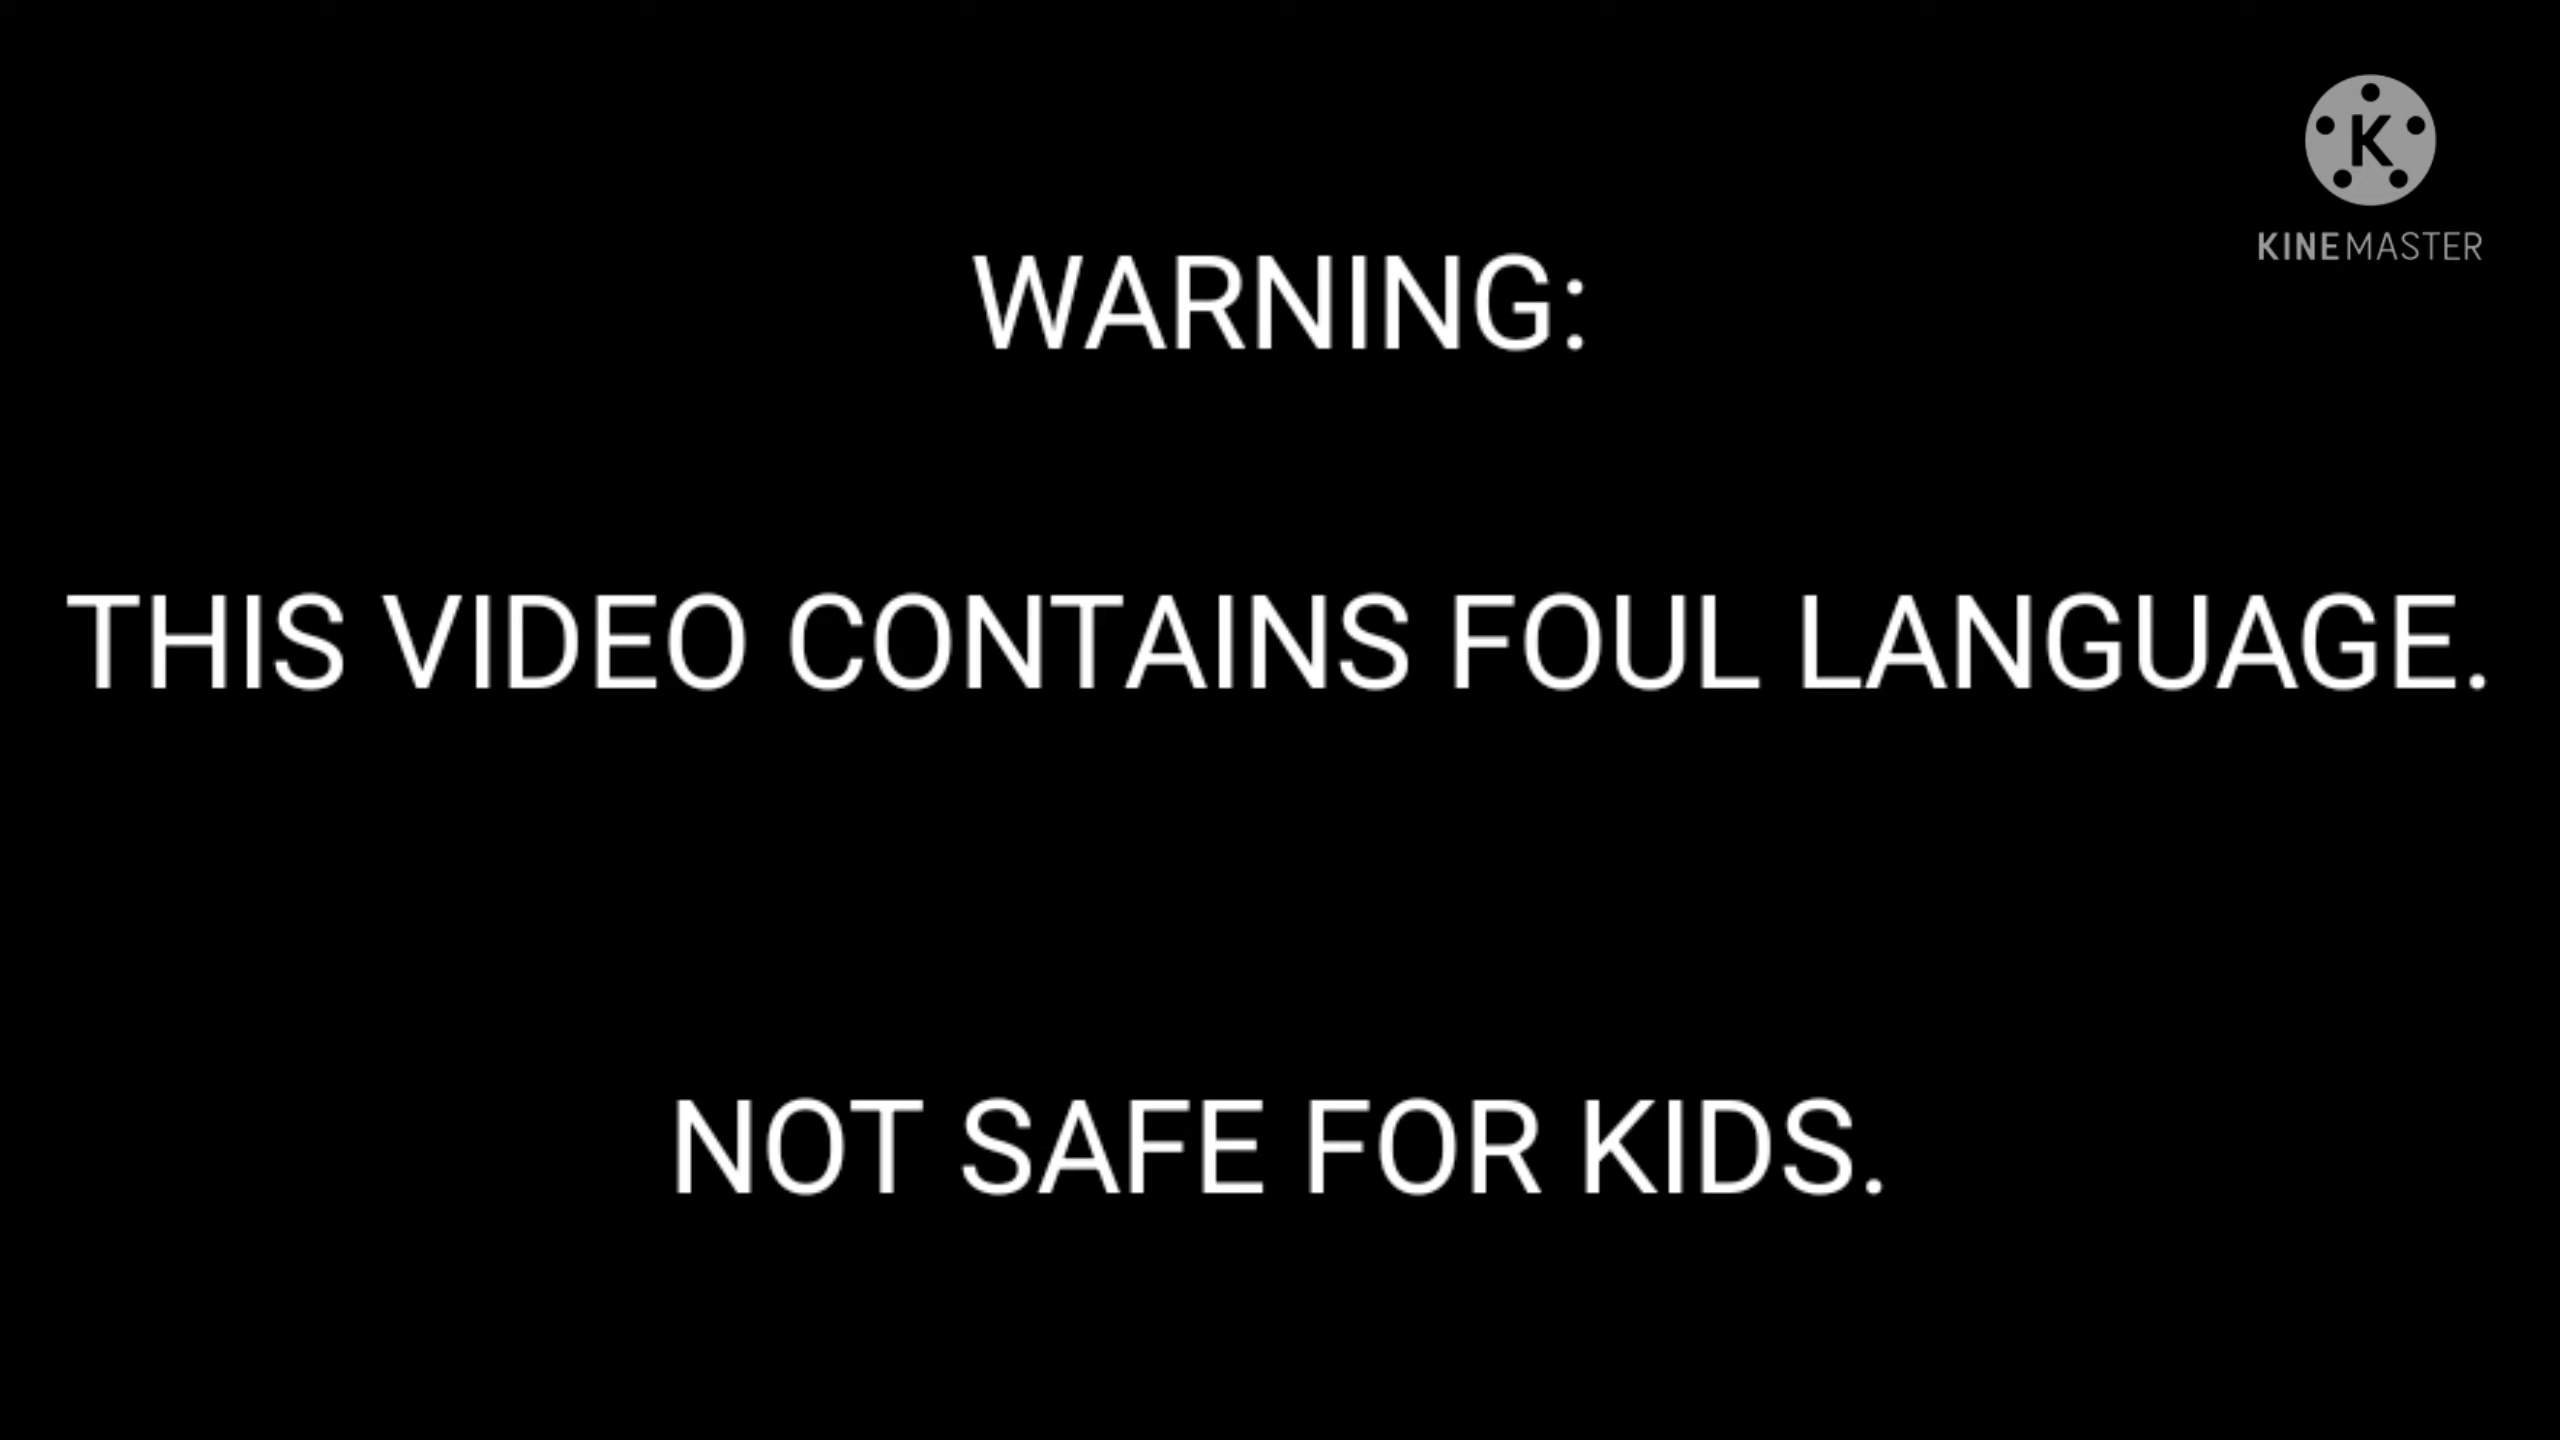 K
KINEMASTER
WARNING:
THIS VIDEO CONTAINS FOUL LANGUAGE.
NOT SAFE FOR KIDS.